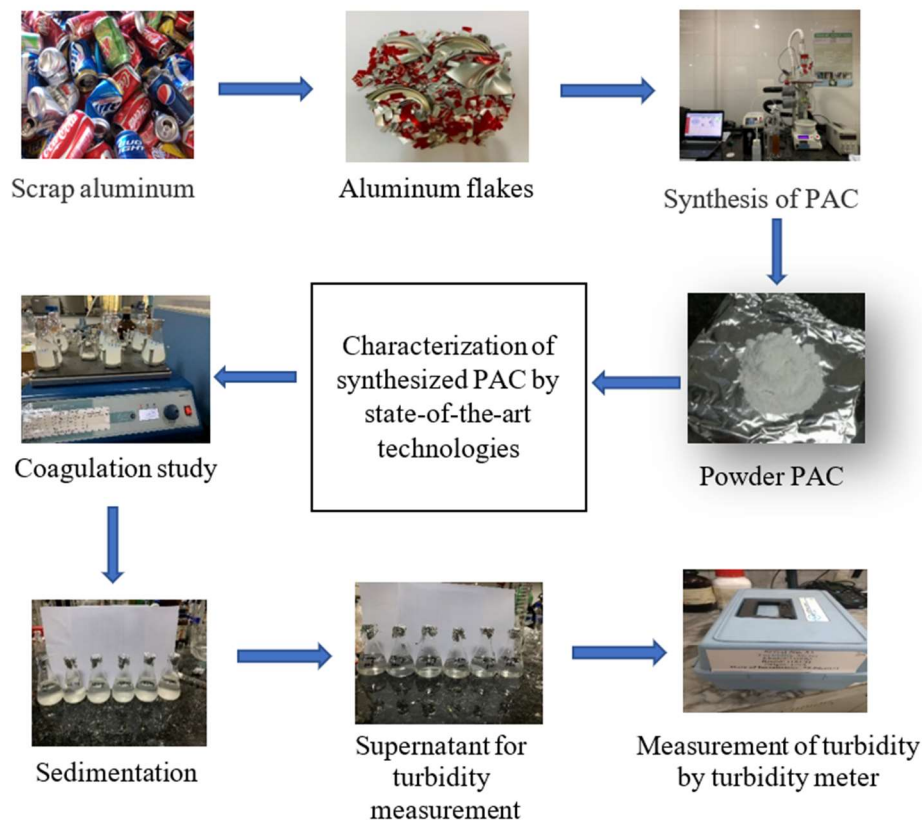 Scrap aluminum
Aluminum flakes
Synthesis of PAC
Powder PAC
Characterization of
synthesized PAC by
state-of-the-art
technologies
Coagulation study
Sedimentation
Supernatant for
turbidity
measurement
Measurement of turbidity
by turbidity meter